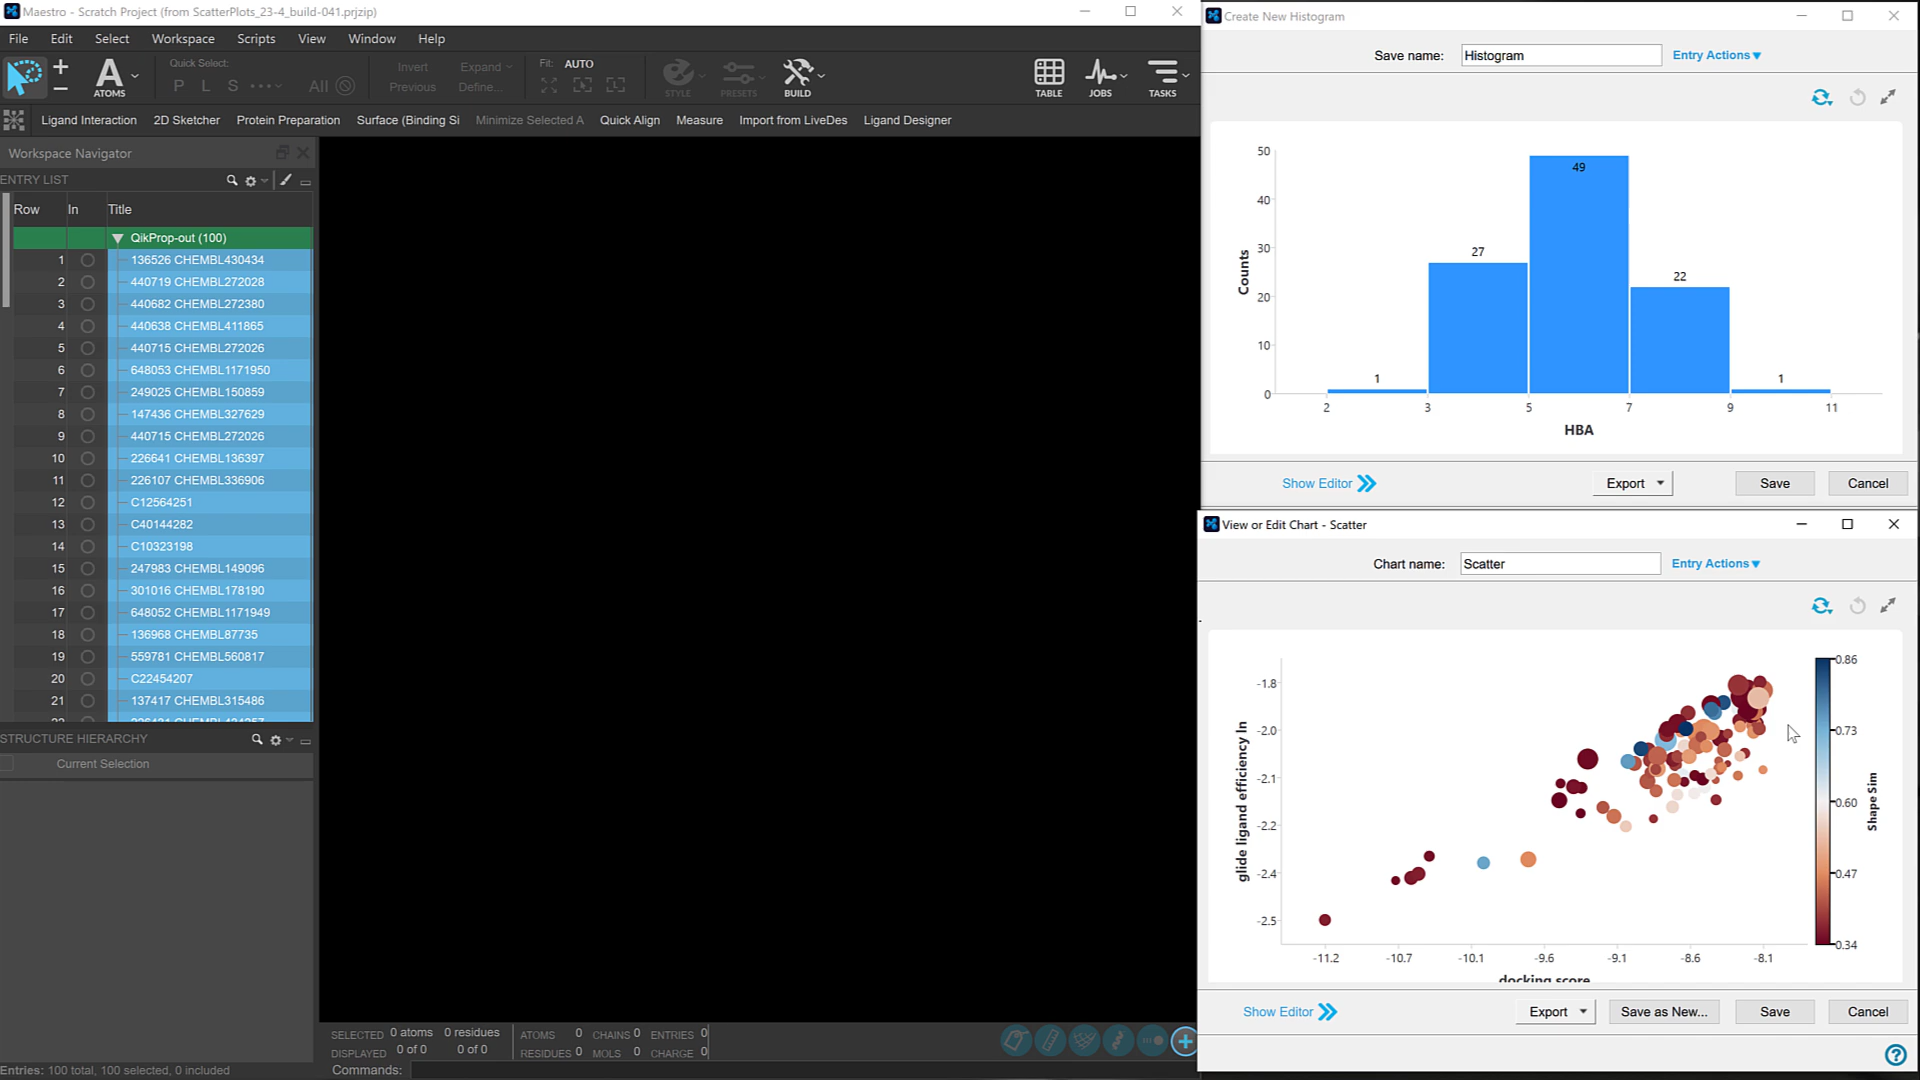 Maestro - Scratch Project (from ScatterPlots_23-4_build-041.prjzip)
File Edit Select Workspace Scripts View Window Help
ATOMS
Quick Select:
P L S All
Invert Expand
Previous Define...
Fit: AUTO
STYLE PRESETS BUILD
TABLE JOBS TASKS
Ligand Interaction 2D Sketcher Protein Preparation Surface (Binding Si Minimize Selected A Quick Align Measure Import from LiveDes Ligand Designer
Workspace Navigator
ENTRY LIST
Row In Title
QikProp-out (100)
1 136526 CHEMBL430434
2 440719 CHEMBL272028
3 440682 CHEMBL272380
4 440638 CHEMBL411865
5 440715 CHEMBL272026
6 648053 CHEMBL1171950
7 249025 CHEMBL150859
8 147436 CHEMBL327629
9 440715 CHEMBL272026
10 226641 CHEMBL136397
11 226107 CHEMBL336906
12 C12564251
13 C40144282
14 C10323198
15 247983 CHEMBL149096
16 301016 CHEMBL178190
17 648052 CHEMBL1171949
18 136968 CHEMBL87735
19 559781 CHEMBL560817
20 C22454207
21 137417 CHEMBL315486
STRUCTURE HIERARCHY
Current Selection
Entries: 100 total, 100 selected, 0 included
SELECTED 0 atoms 0 residues
DISPLAYED 0 of 0 0 of 0
ATOMS 0 CHAINS 0 ENTRIES 0
RESIDUES 0 MOLS 0 CHARGE 0
Commands:
Create New Histogram
Save name: Histogram Entry Actions
50
40
30
20
10
0
Counts
1
27
49
22
1
2 3 5 7 9 11
HBA
Show Editor Export Save Cancel
View or Edit Chart - Scatter
Chart name: Scatter Entry Actions
-1.8
-2.0
-2.1
-2.2
-2.4
-2.5
glide ligand efficiency ln
-11.2 -10.7 -10.1 -9.6 -9.1 -8.6 -8.1
docking score
0.86
0.73
0.60
0.47
0.34
Shape Sim
Show Editor Export Save as New... Save Cancel